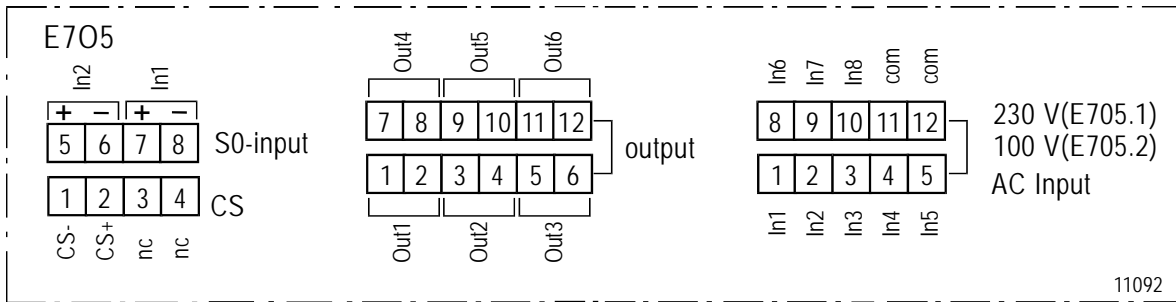 E705
In2 In1
+ − + −
5 6 7 8 S0-input
1 2 3 4 CS
CS- CS+ nc nc
Out4 Out5 Out6
7 8 9 10 11 12
output
1 2 3 4 5 6
Out1 Out2 Out3
In6 In7 In8 com com
8 9 10 11 12
1 2 3 4 5
In1 In2 In3 In4 In5
230 V(E705.1)
100 V(E705.2)
AC Input
11092